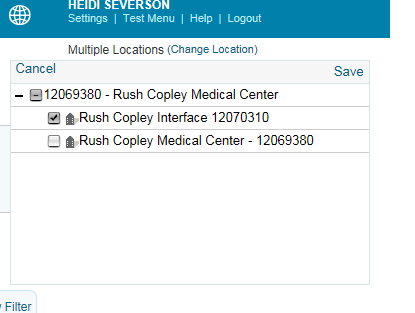 HEIDI SEVERSON
Settings | Test Menu | Help | Logout
Multiple Locations (Change Location)
Cancel
Save
12069380 - Rush Copley Medical Center
Rush Copley Interface 12070310
Rush Copley Medical Center - 12069380
Filter